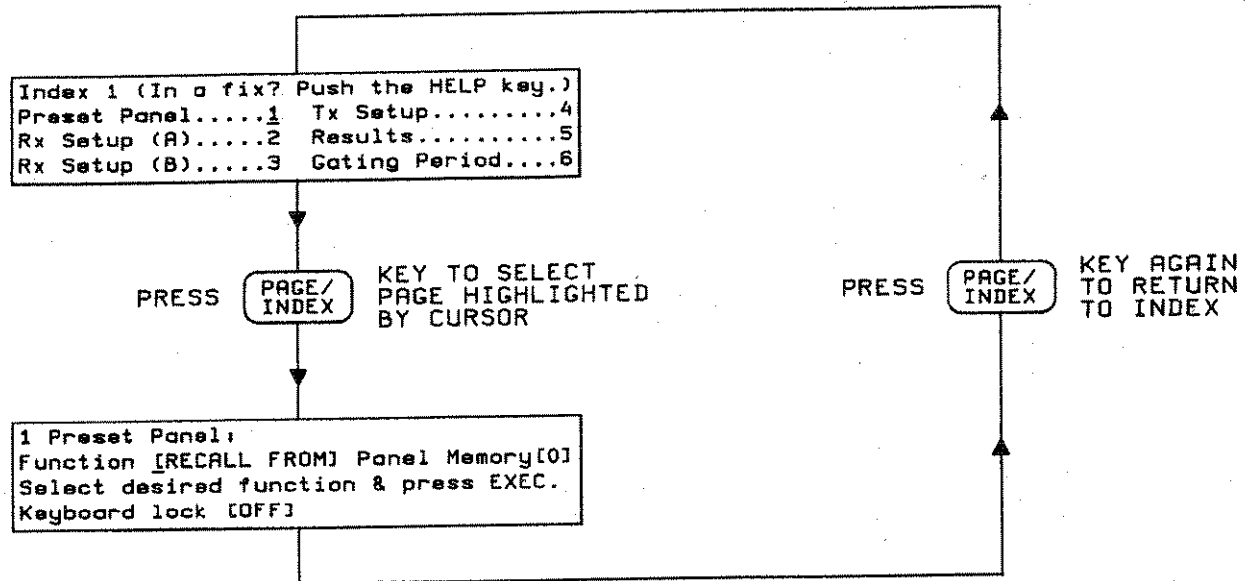 Index 1 (In a fix? Push the HELP key.)
Preset Panel.....1 Tx Setup.........4
Rx Setup (A).....2 Results..........5
Rx Setup (B).....3 Gating Period....6
PRESS
PAGE/
INDEX
KEY TO SELECT
PAGE HIGHLIGHTED
BY CURSOR
PRESS
PAGE/
INDEX
KEY AGAIN
TO RETURN
TO INDEX
1 Preset Panel:
Function [RECALL FROM] Panel Memory[0]
Select desired function & press EXEC.
Keyboard lock [OFF]